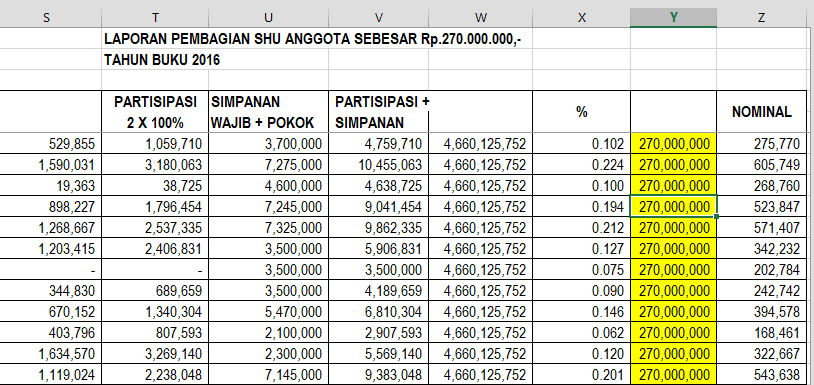 S T U V W X Y Z
LAPORAN PEMBAGIAN SHU ANGGOTA SEBESAR Rp.270.000.000,-
TAHUN BUKU 2016
PARTISIPASI SIMPANAN PARTISIPASI + % NOMINAL
2 X 100% WAJIB + POKOK SIMPANAN
529,855 1,059,710 3,700,000 4,759,710 4,660,125,752 0.102 270,000,000 275,770
1,590,031 3,180,063 7,275,000 10,455,063 4,660,125,752 0.224 270,000,000 605,749
19,363 38,725 4,600,000 4,638,725 4,660,125,752 0.100 270,000,000 268,760
898,227 1,796,454 7,245,000 9,041,454 4,660,125,752 0.194 270,000,000 523,847
1,268,667 2,537,335 7,325,000 9,862,335 4,660,125,752 0.212 270,000,000 571,407
1,203,415 2,406,831 3,500,000 5,906,831 4,660,125,752 0.127 270,000,000 342,232
- - 3,500,000 3,500,000 4,660,125,752 0.075 270,000,000 202,784
344,830 689,659 3,500,000 4,189,659 4,660,125,752 0.090 270,000,000 242,742
670,152 1,340,304 5,470,000 6,810,304 4,660,125,752 0.146 270,000,000 394,578
403,796 807,593 2,100,000 2,907,593 4,660,125,752 0.062 270,000,000 168,461
1,634,570 3,269,140 2,300,000 5,569,140 4,660,125,752 0.120 270,000,000 322,667
1,119,024 2,238,048 7,145,000 9,383,048 4,660,125,752 0.201 270,000,000 543,638